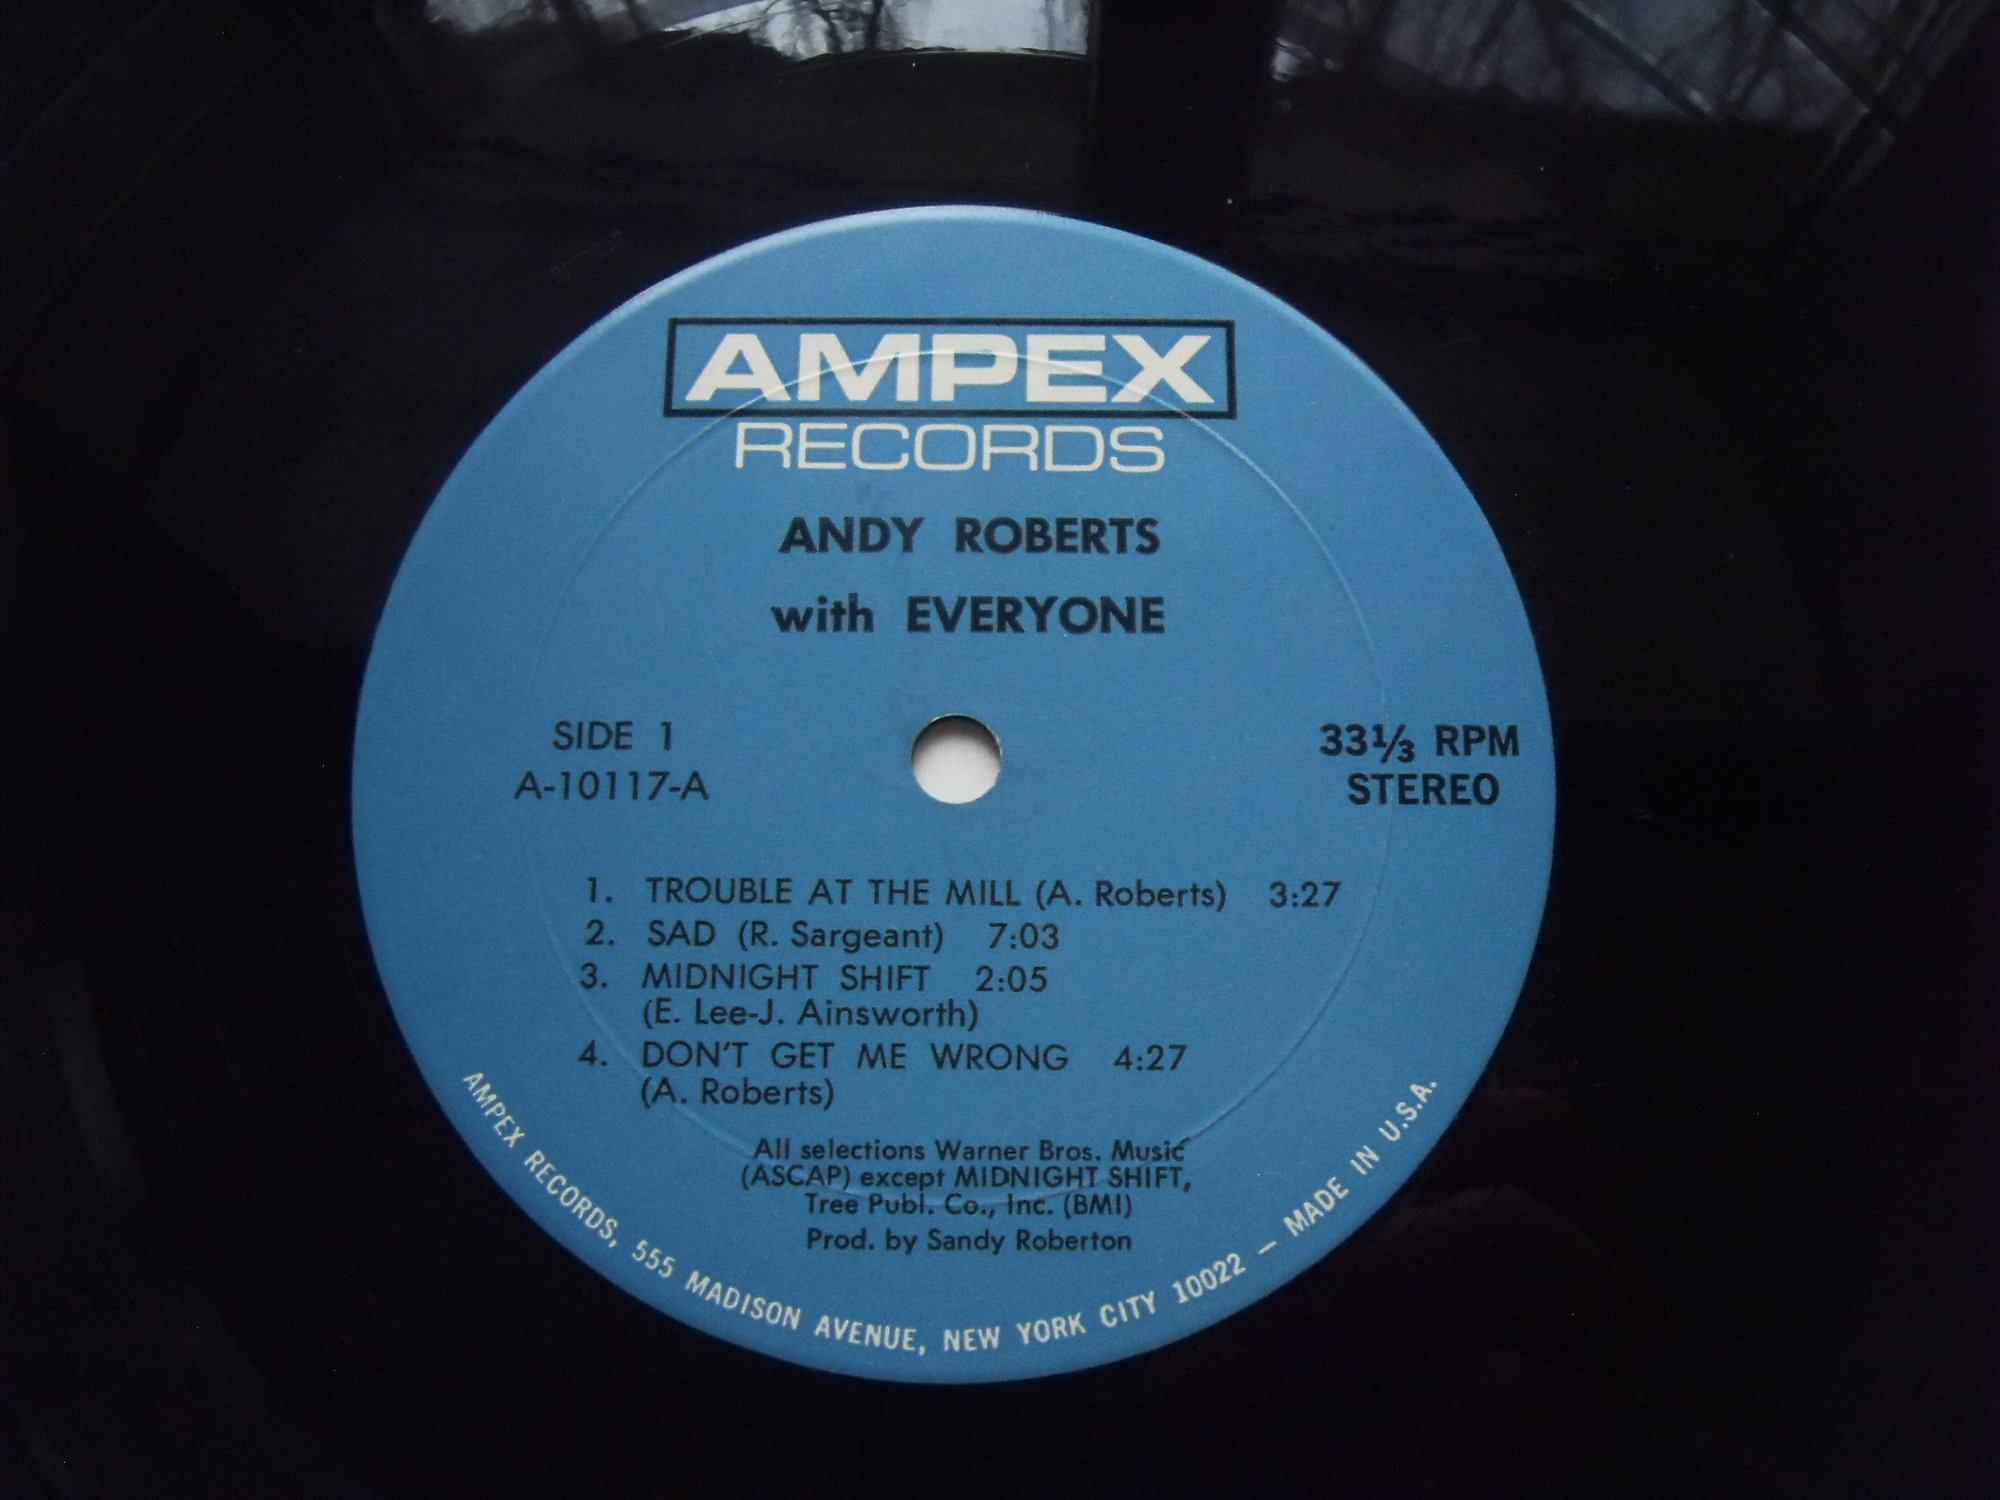 AMPEX
RECORDS
ANDY ROBERTS
with EVERYONE
SIDE 1
A-10117-A
33⅓ RPM
STEREO
1. TROUBLE AT THE MILL (A. Roberts) 3:27
2. SAD (R. Sargeant) 7:03
3. MIDNIGHT SHIFT 2:05
(E. Lee-J. Ainsworth)
4. DON'T GET ME WRONG 4:27
(A. Roberts)
All selections Warner Bros. Music
(ASCAP) except MIDNIGHT SHIFT,
Tree Publ. Co., Inc. (BMI)
Prod. by Sandy Roberton
AMPEX RECORDS, 555 MADISON AVENUE, NEW YORK CITY 10022 — MADE IN U.S.A.